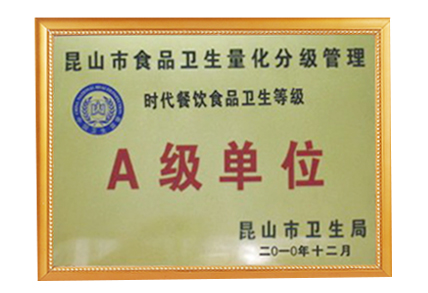 昆山市食品卫生量化分级管理
时代餐饮食品卫生等级
A级单位
昆山市卫生局
二〇一〇年十二月